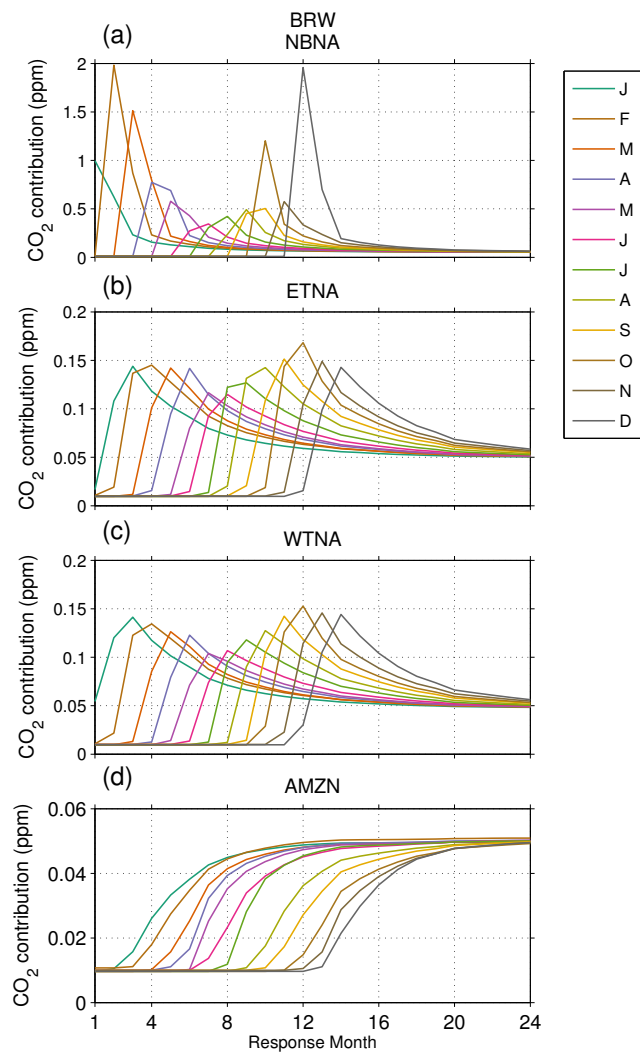 BRW
(a)
NBNA
2
1.5
1
0.5
0
CO2 contribution (ppm)
J
F
M
A
M
J
J
A
S
O
N
D
(b)
ETNA
0.2
0.15
0.1
0.05
0
CO2 contribution (ppm)
(c)
WTNA
0.2
0.15
0.1
0.05
0
CO2 contribution (ppm)
(d)
AMZN
0.06
0.04
0.02
0
CO2 contribution (ppm)
1 4 8 12 16 20 24
Response Month